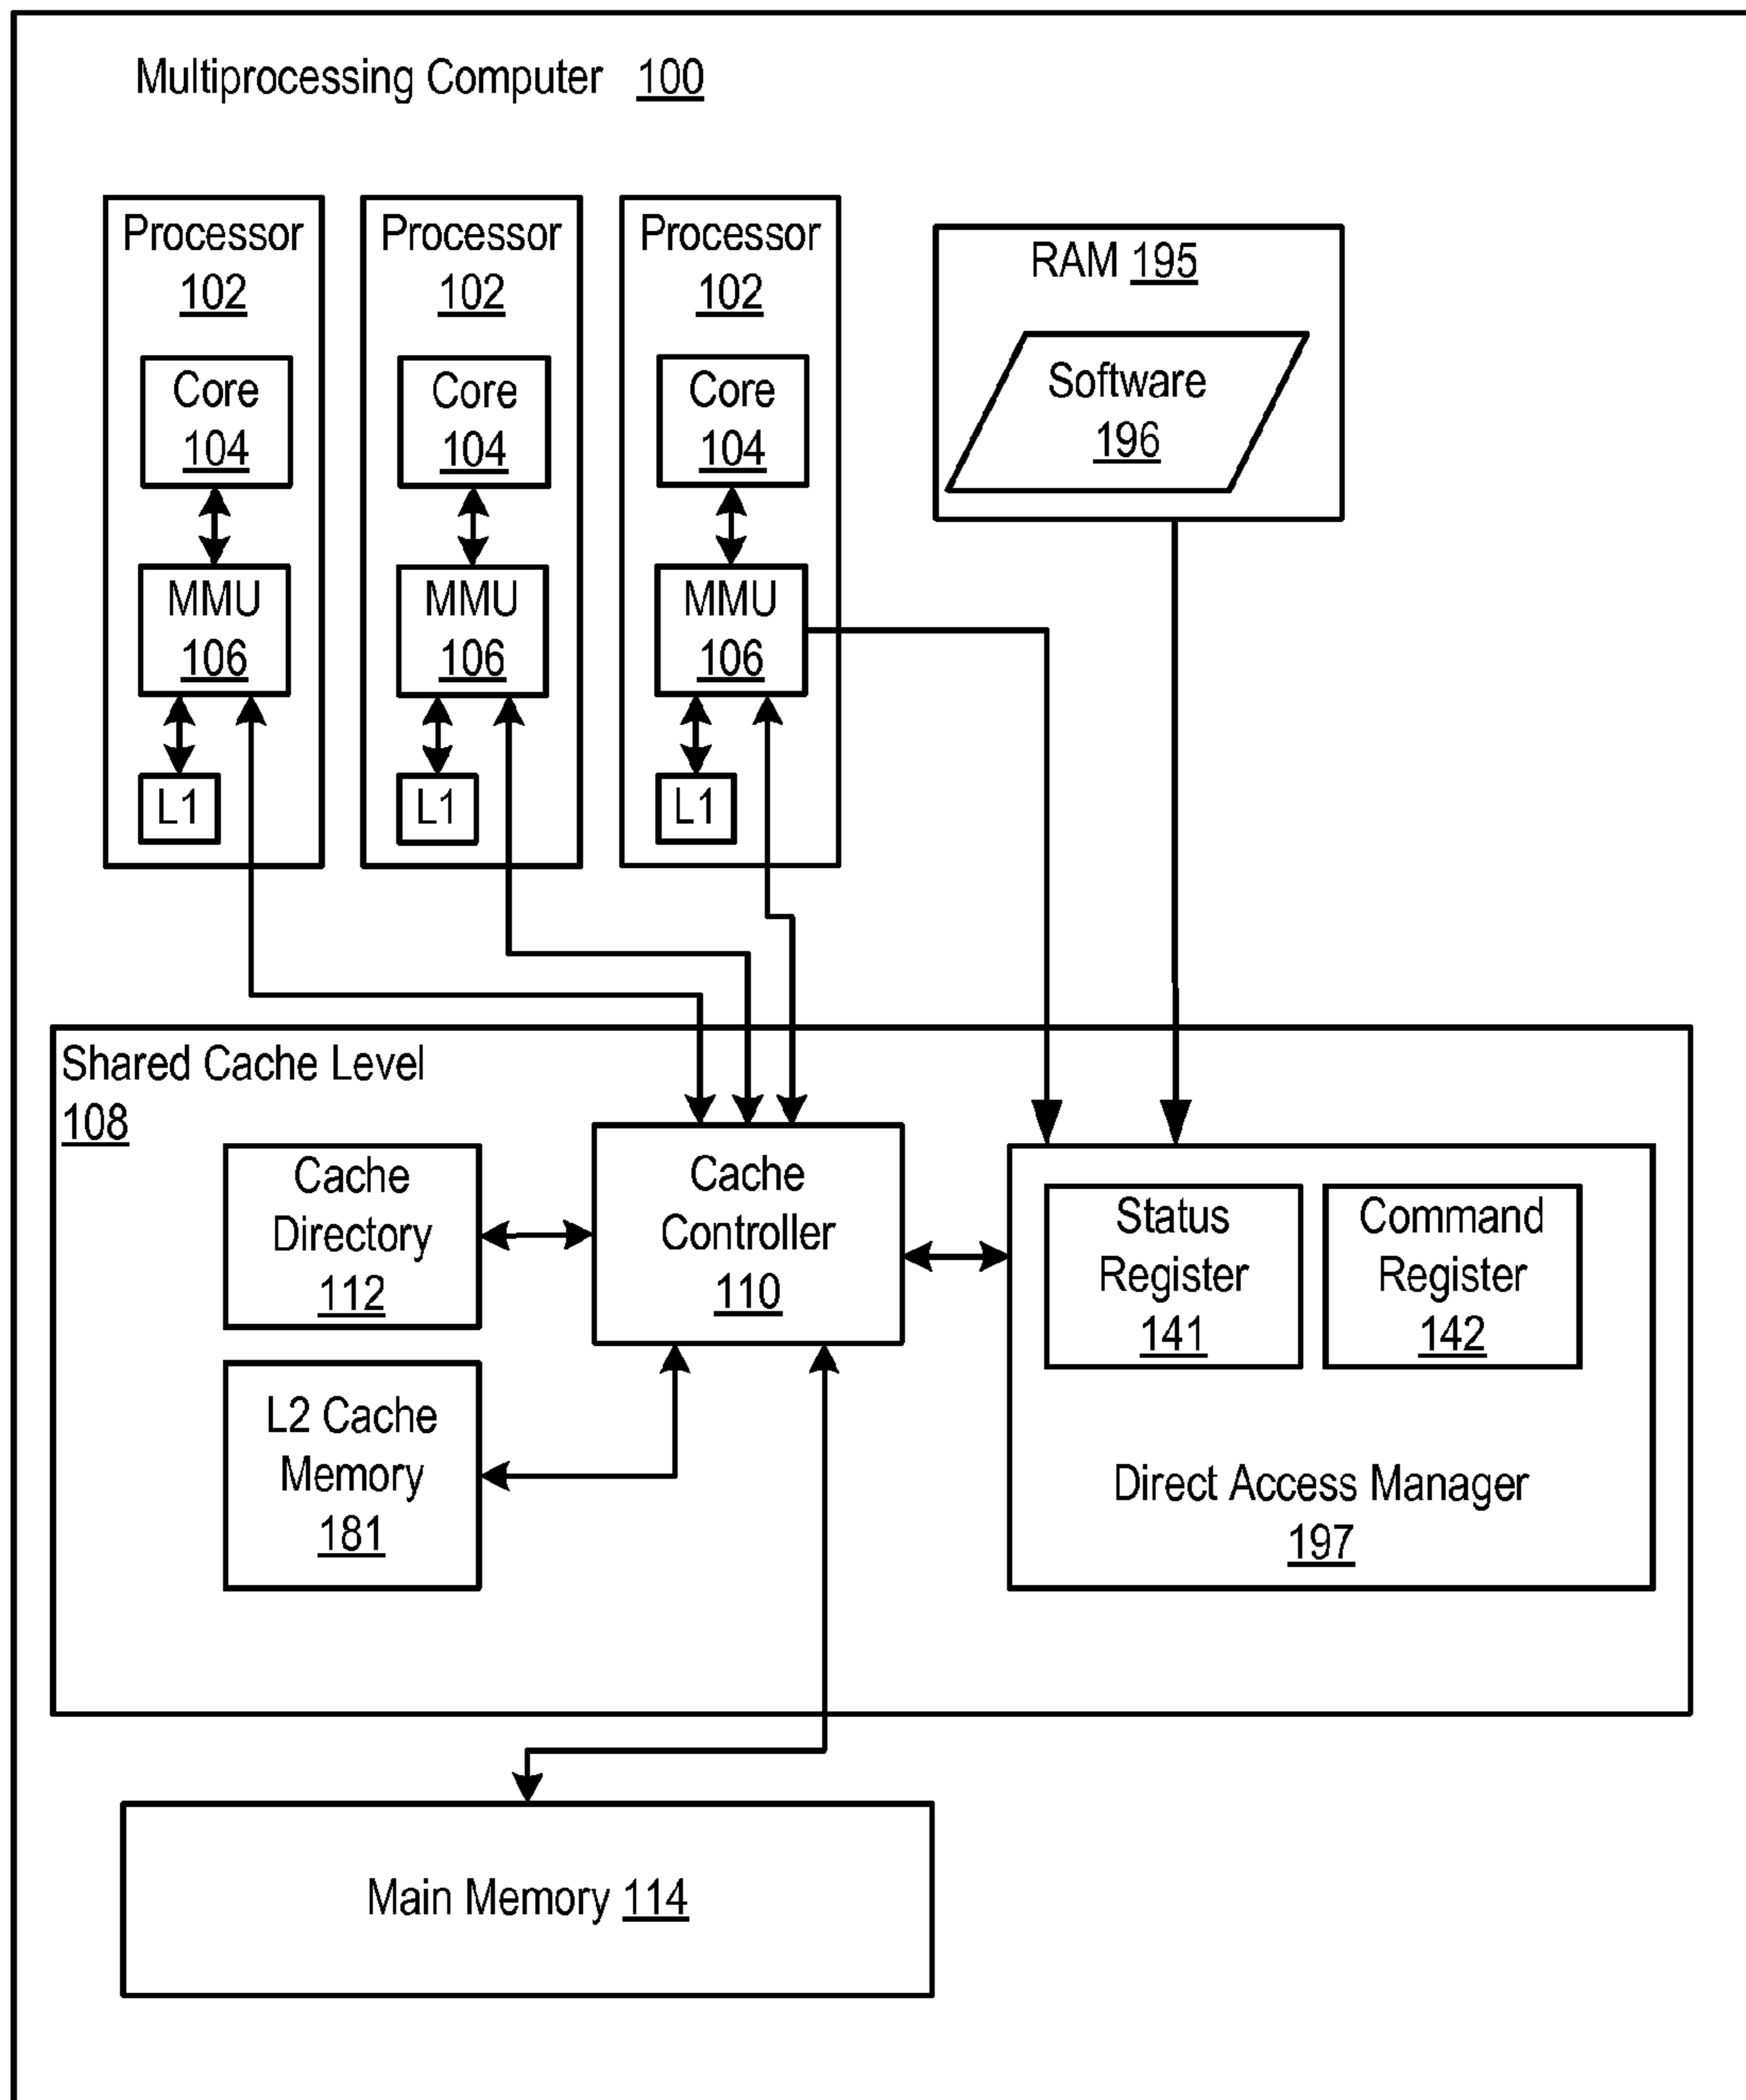 Multiprocessing Computer 100
Processor
102
Core
104
MMU
106
L1
Processor
102
Core
104
MMU
106
L1
Processor
102
Core
104
MMU
106
L1
RAM 195
Software
196
Shared Cache Level
108
Cache
Directory
112
L2 Cache
Memory
181
Cache
Controller
110
Status
Register
141
Command
Register
142
Direct Access Manager
197
Main Memory 114